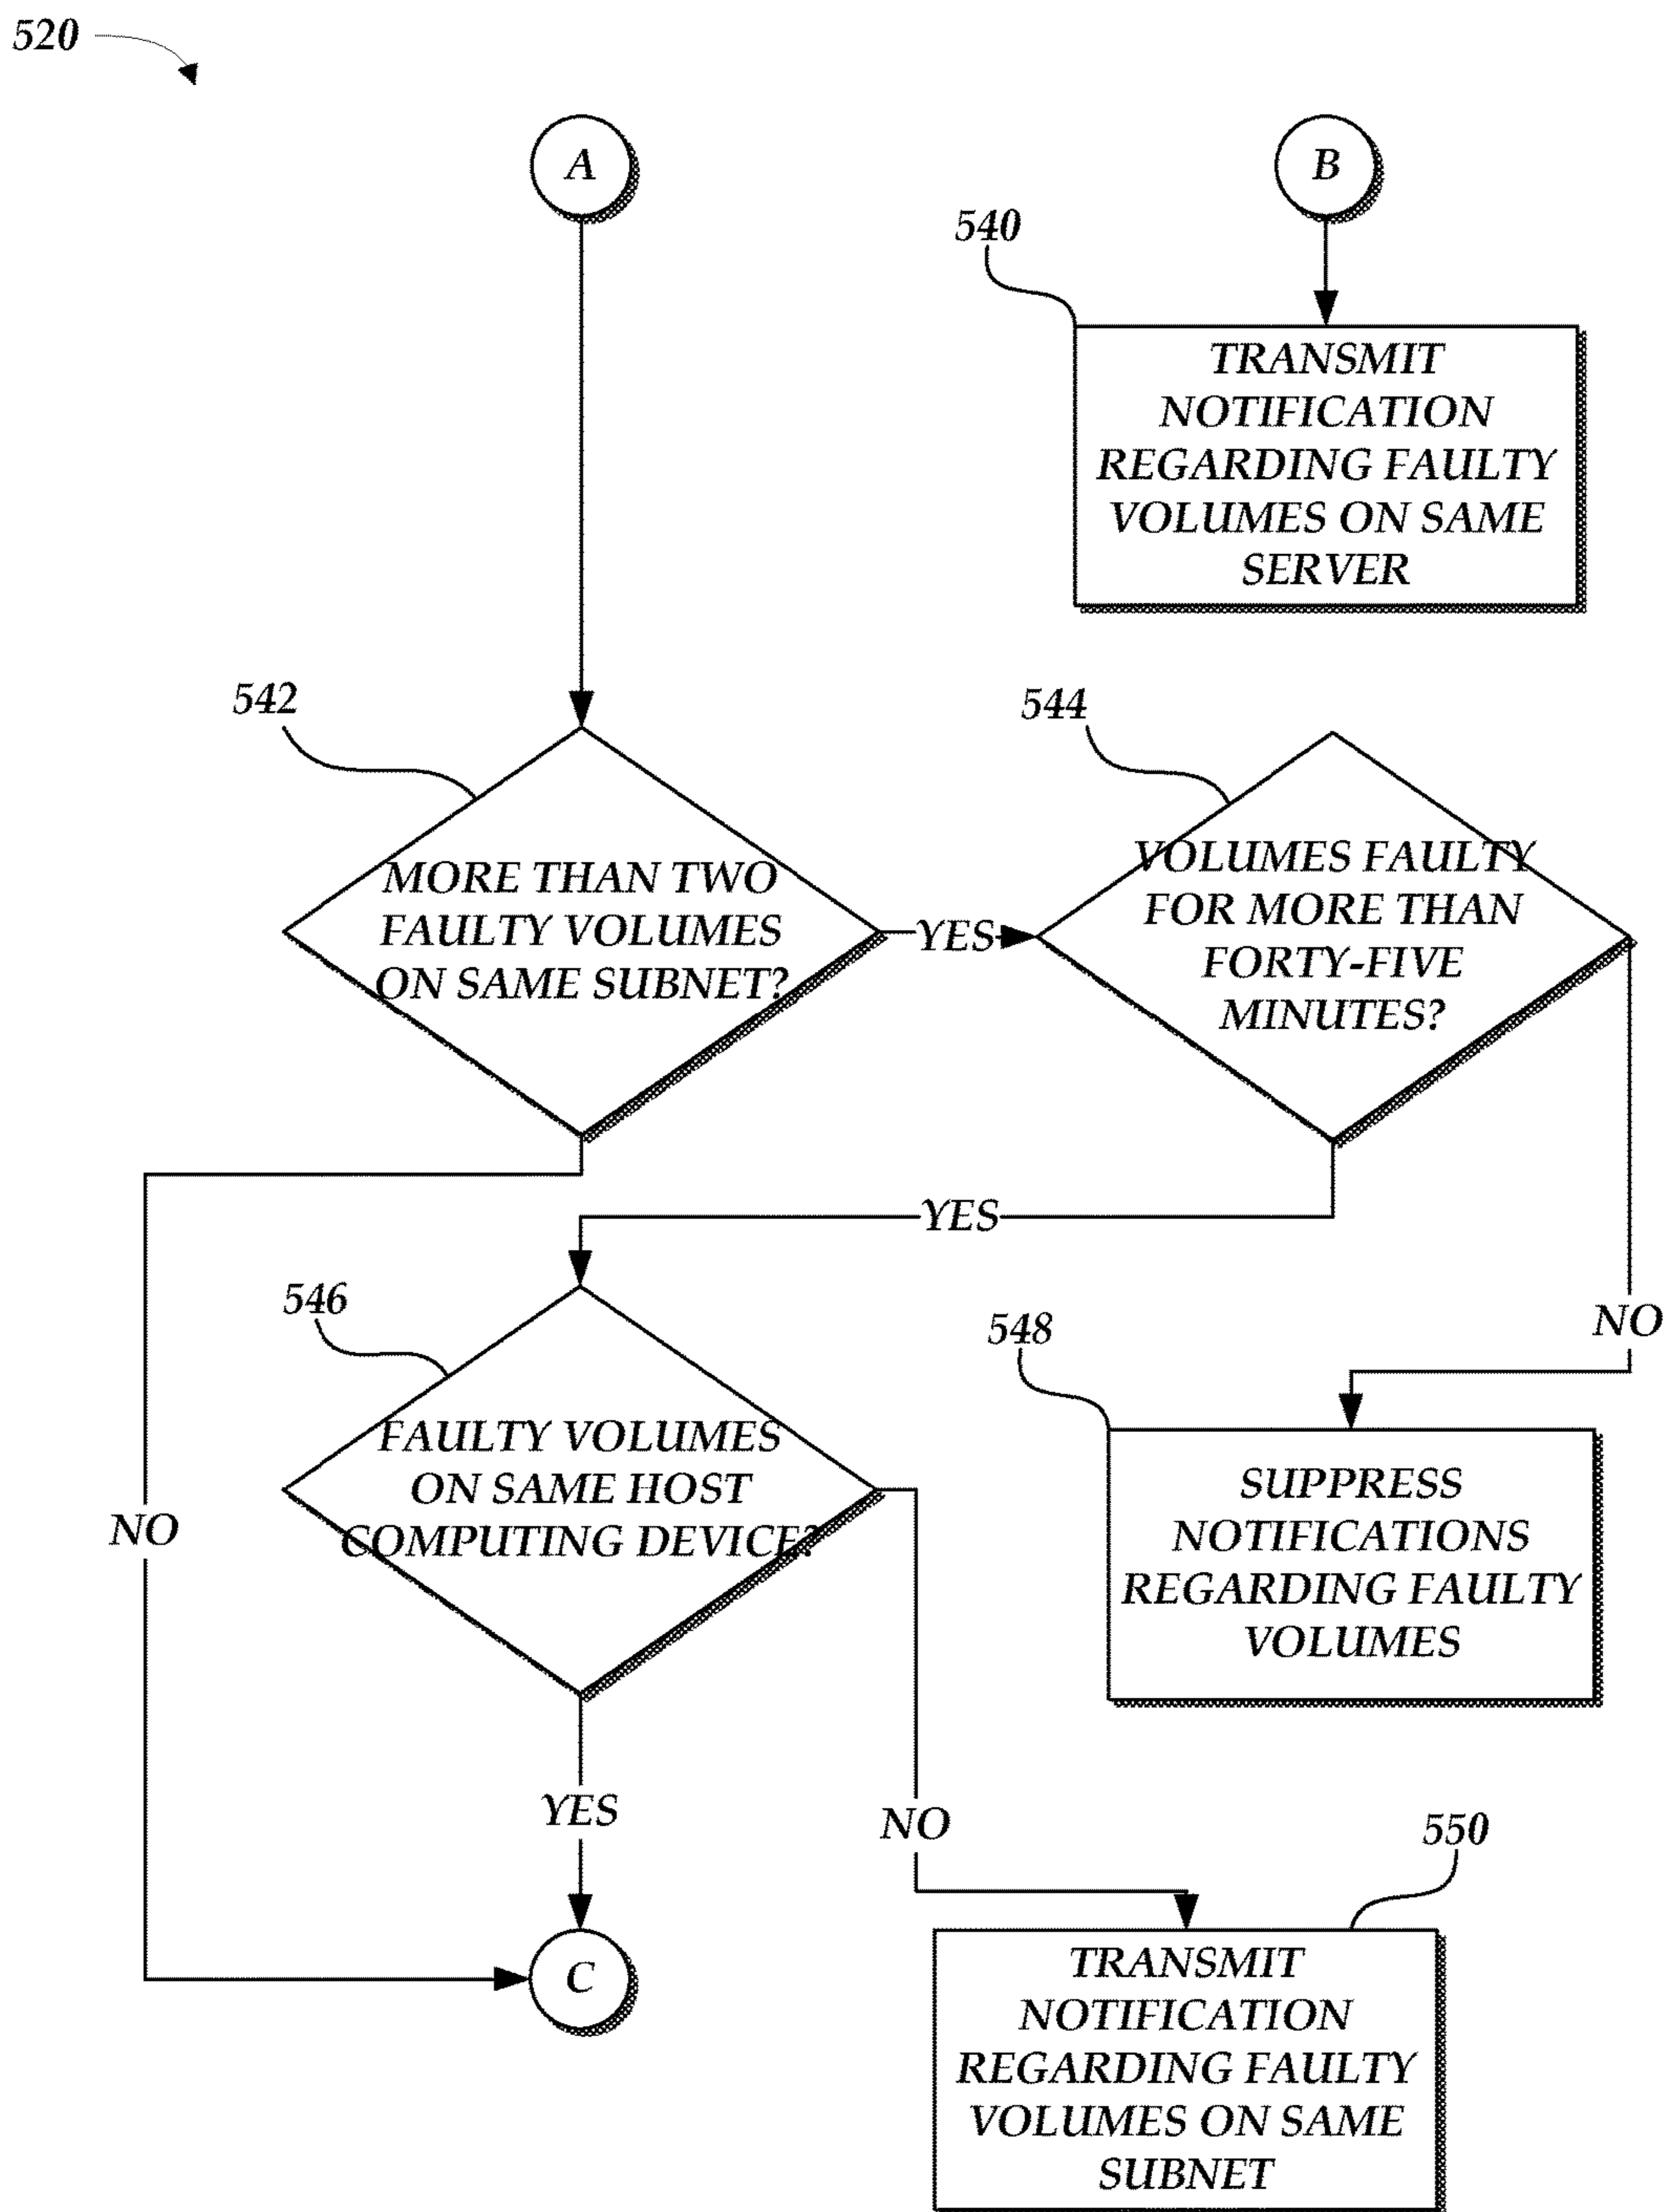 520
A
B
540
TRANSMIT
NOTIFICATION
REGARDING FAULTY
VOLUMES ON SAME
SERVER
542
MORE THAN TWO
FAULTY VOLUMES
ON SAME SUBNET?
YES
544
VOLUMES FAULTY
FOR MORE THAN
FORTY-FIVE
MINUTES?
YES
NO
546
FAULTY VOLUMES
ON SAME HOST
COMPUTING DEVICE?
NO
548
SUPPRESS
NOTIFICATIONS
REGARDING FAULTY
VOLUMES
YES
NO
C
550
TRANSMIT
NOTIFICATION
REGARDING FAULTY
VOLUMES ON SAME
SUBNET